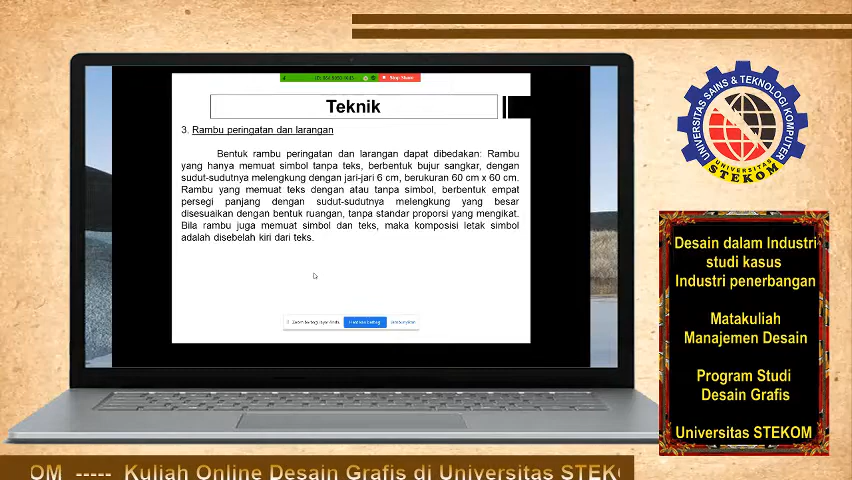 Stop Share
Teknik
3. Rambu peringatan dan larangan
Bentuk rambu peringatan dan larangan dapat dibedakan: Rambu
yang hanya memuat simbol tanpa teks, berbentuk bujur sangkar, dengan
sudut-sudutnya melengkung dengan jari-jari 6 cm, berukuran 60 cm x 60 cm.
Rambu yang memuat teks dengan atau tanpa simbol, berbentuk empat
persegi panjang dengan sudut-sudutnya melengkung yang besar
disesuaikan dengan bentuk ruangan, tanpa standar proporsi yang mengikat.
Bila rambu juga memuat simbol dan teks, maka komposisi letak simbol
adalah disebelah kiri dari teks.
UNIVERSITAS SAINS & TEKNOLOGI KOMPUTER
UNIVERSITAS
STEKOM
Desain dalam Industri
studi kasus
Industri penerbangan
Matakuliah
Manajemen Desain
Program Studi
Desain Grafis
Universitas STEKOM
OM ----- Kuliah Online Desain Grafis di Universitas STEK